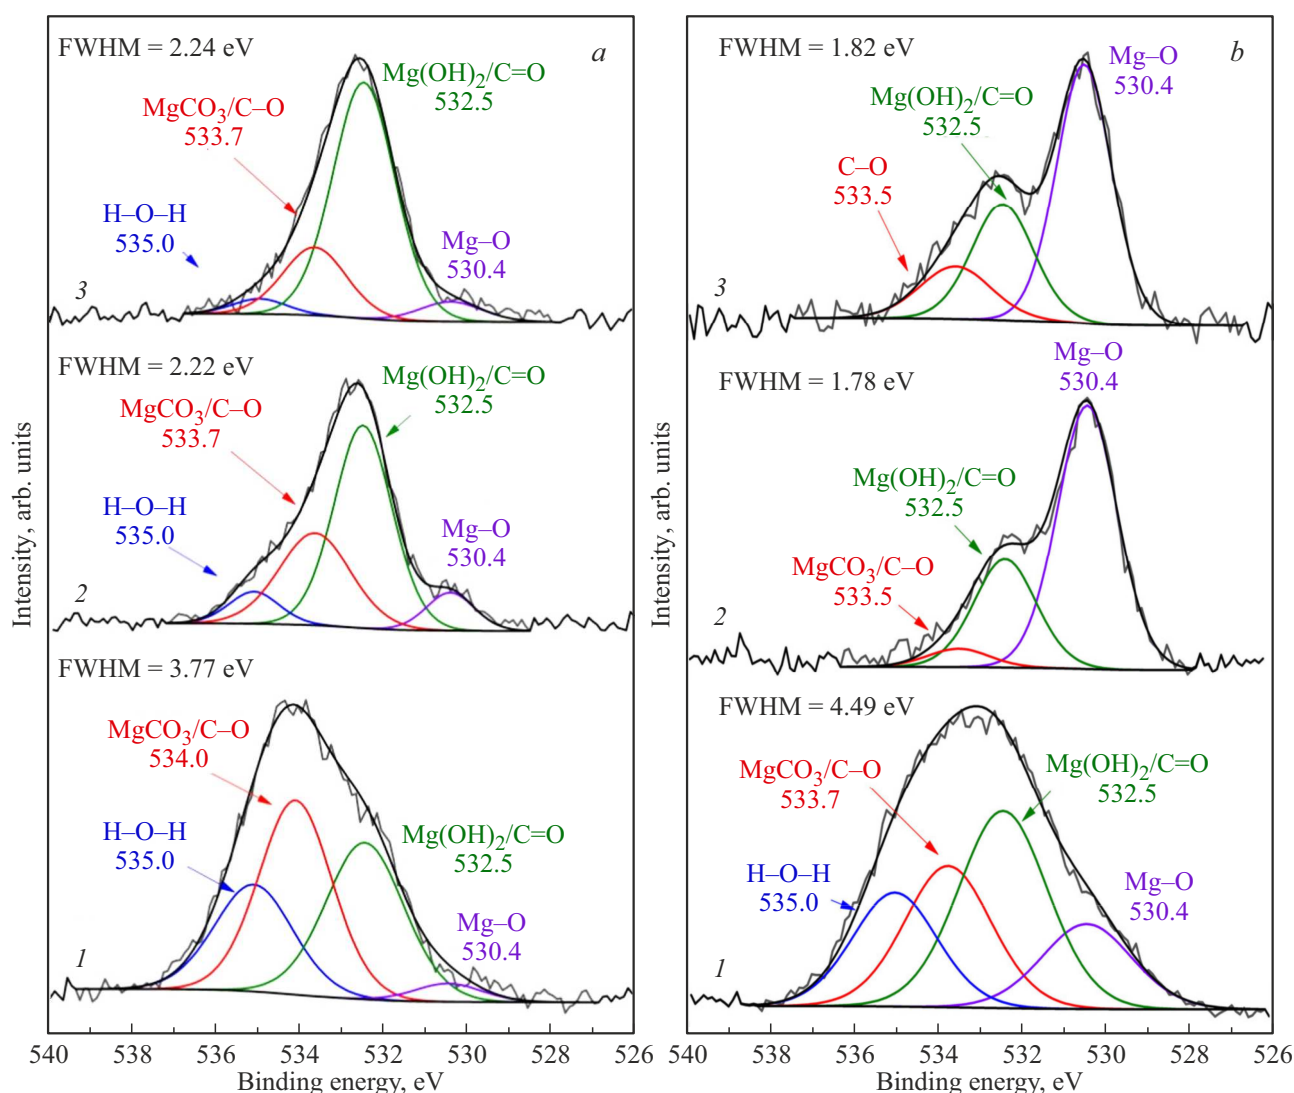 FWHM = 2.24 eV
a
Mg(OH)₂/C=O
532.5
MgCO₃/C–O
533.7
H–O–H
535.0
Mg–O
530.4
3
FWHM = 2.22 eV
Mg(OH)₂/C=O
532.5
MgCO₃/C–O
533.7
H–O–H
535.0
Mg–O
530.4
2
FWHM = 3.77 eV
MgCO₃/C–O
534.0
H–O–H
535.0
Mg(OH)₂/C=O
532.5
Mg–O
530.4
1
Intensity, arb. units
540 538 536 534 532 530 528 526
Binding energy, eV
FWHM = 1.82 eV
b
Mg–O
530.4
Mg(OH)₂/C=O
532.5
C–O
533.5
3
Mg–O
530.4
FWHM = 1.78 eV
Mg(OH)₂/C=O
532.5
MgCO₃/C–O
533.5
2
FWHM = 4.49 eV
MgCO₃/C–O
533.7
Mg(OH)₂/C=O
532.5
H–O–H
535.0
Mg–O
530.4
1
Intensity, arb. units
540 538 536 534 532 530 528 526
Binding energy, eV